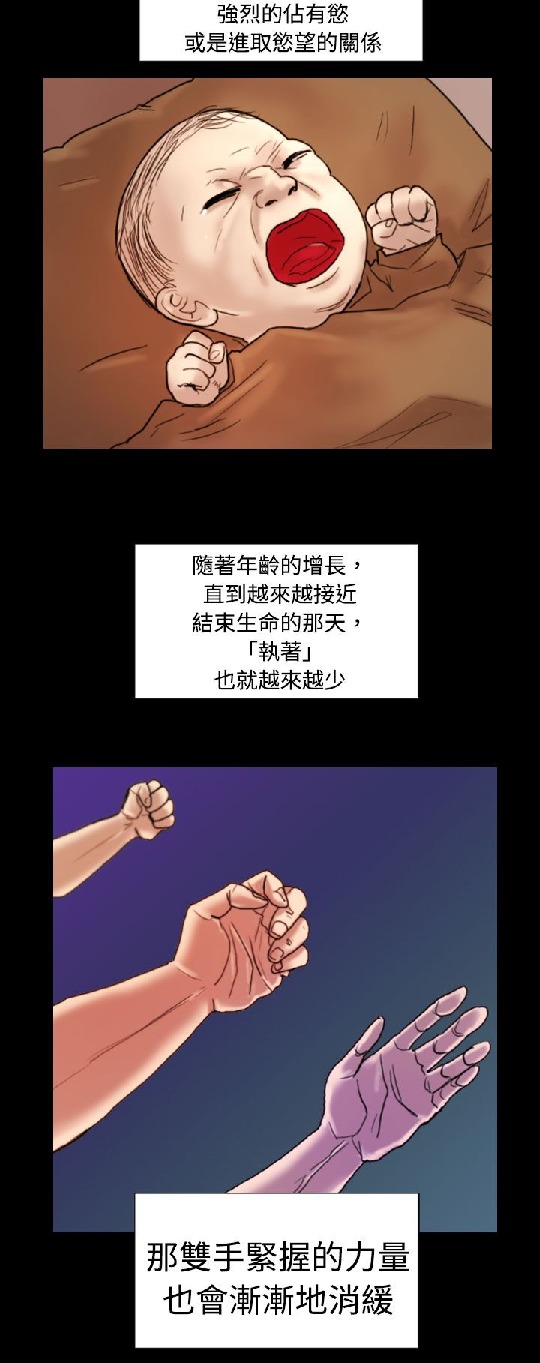 強烈的佔有慾
或是進取慾望的關係
隨著年齡的增長，
直到越來越接近
結束生命的那天，
「執著」
也就越來越少
那雙手緊握的力量
也會漸漸地消緩